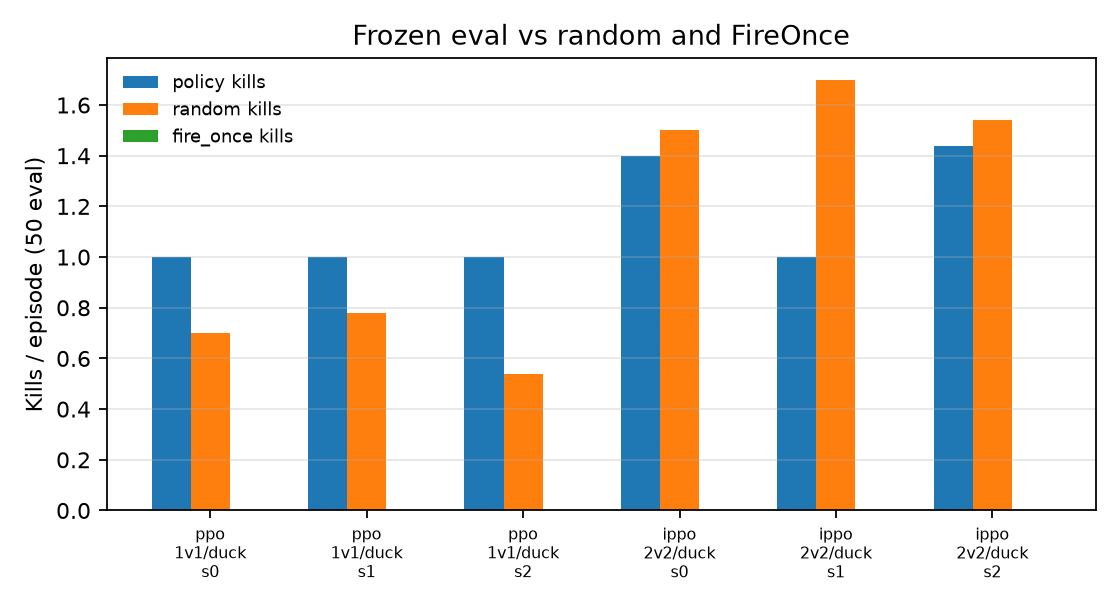 Frozen eval vs random and FireOnce
policy kills
random kills
fire_once kills
Kills / episode (50 eval)
1.6
1.4
1.2
1.0
0.8
0.6
0.4
0.2
0.0
ppo
1v1/duck
s0
ppo
1v1/duck
s1
ppo
1v1/duck
s2
ippo
2v2/duck
s0
ippo
2v2/duck
s1
ippo
2v2/duck
s2